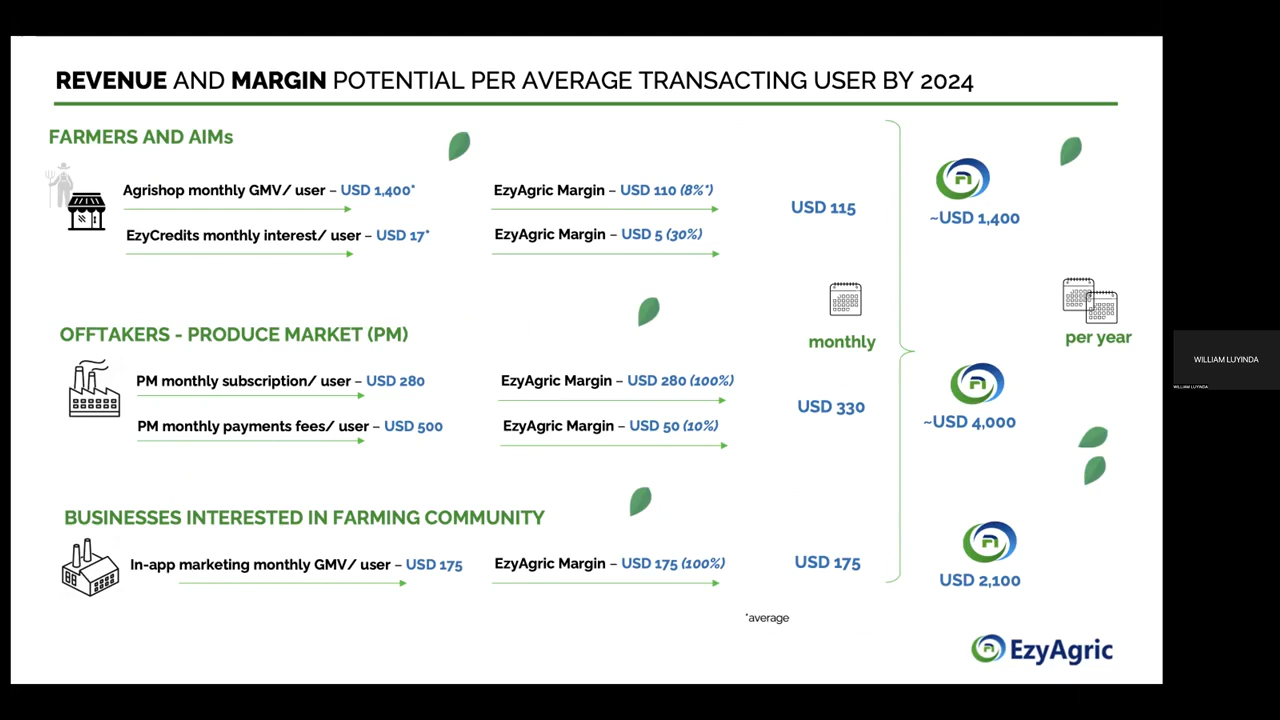 REVENUE AND MARGIN POTENTIAL PER AVERAGE TRANSACTING USER BY 2024
FARMERS AND AIMs
Agrishop monthly GMV/ user – USD 1,400*
EzyAgric Margin – USD 110 (8%*)
EzyCredits monthly interest/ user – USD 17*
EzyAgric Margin – USD 5 (30%)
USD 115
~USD 1,400
monthly
per year
OFFTAKERS - PRODUCE MARKET (PM)
PM monthly subscription/ user – USD 280
EzyAgric Margin – USD 280 (100%)
PM monthly payments fees/ user – USD 500
EzyAgric Margin – USD 50 (10%)
USD 330
~USD 4,000
BUSINESSES INTERESTED IN FARMING COMMUNITY
In-app marketing monthly GMV/ user – USD 175
EzyAgric Margin – USD 175 (100%)
USD 175
USD 2,100
*average
EzyAgric
WILLIAM LUYINDA
WILLIAM LUYINDA